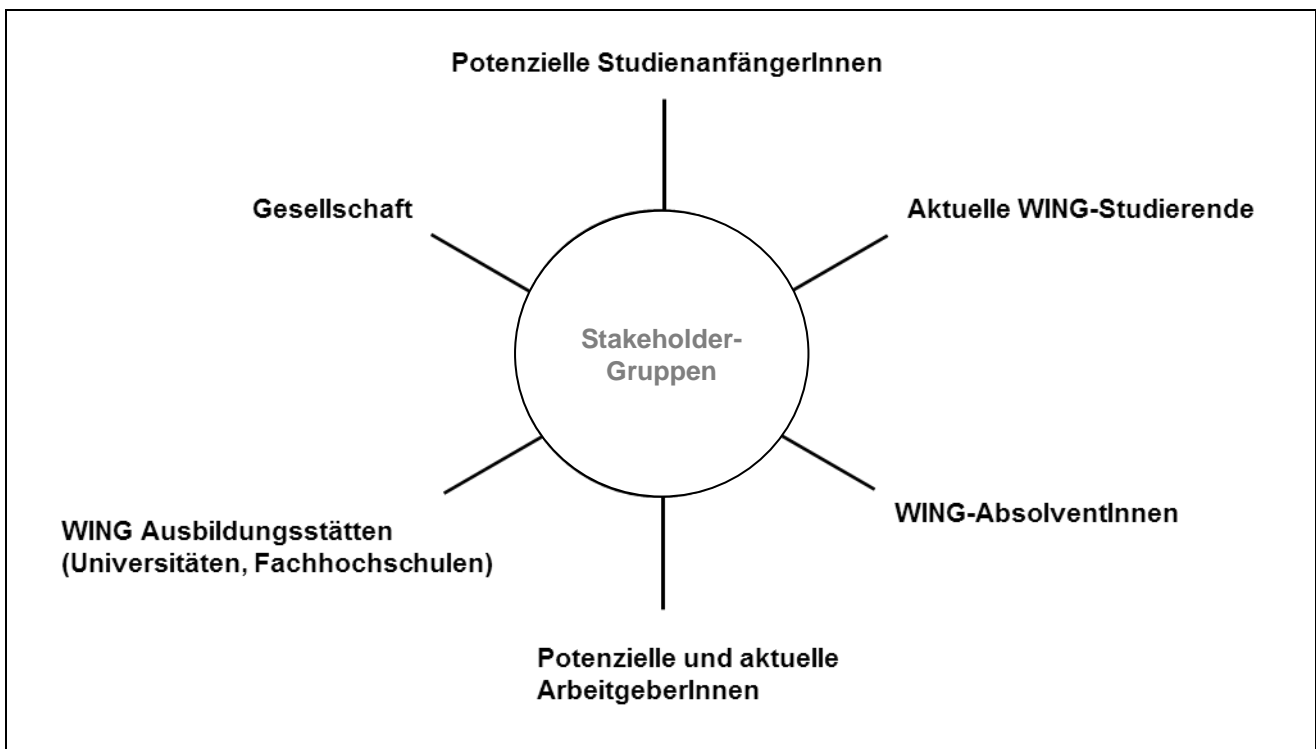 Potenzielle StudienanfängerInnen
Gesellschaft
Aktuelle WING-Studierende
Stakeholder-
Gruppen
WING-AbsolventInnen
WING Ausbildungsstätten
(Universitäten, Fachhochschulen)
Potenzielle und aktuelle
ArbeitgeberInnen